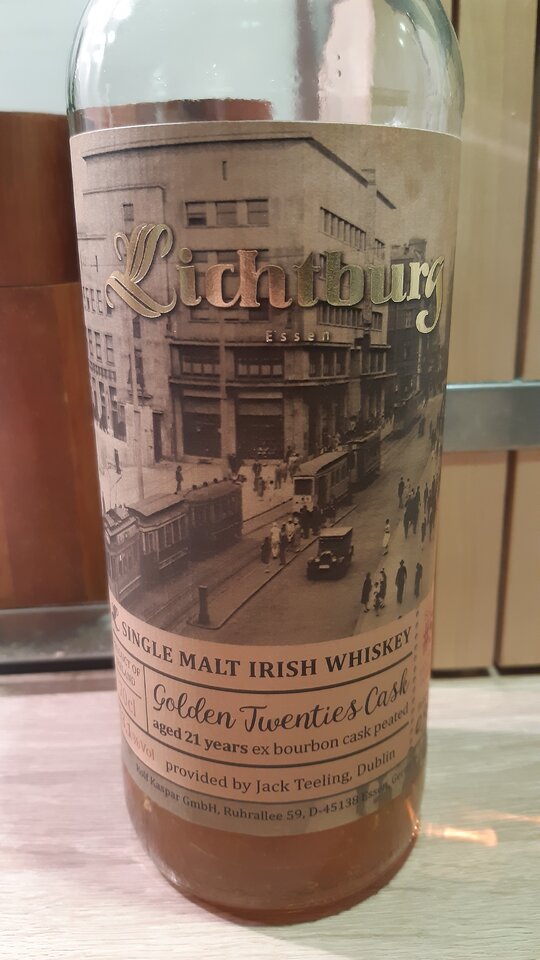 Lichtburg
Essen
SINGLE MALT IRISH WHISKEY
Golden Twenties Cask
aged 21 years ex bourbon cask peated
provided by Jack Teeling, Dublin
Rolf Kaspar GmbH, Ruhrallee 59, D-45138 Essen